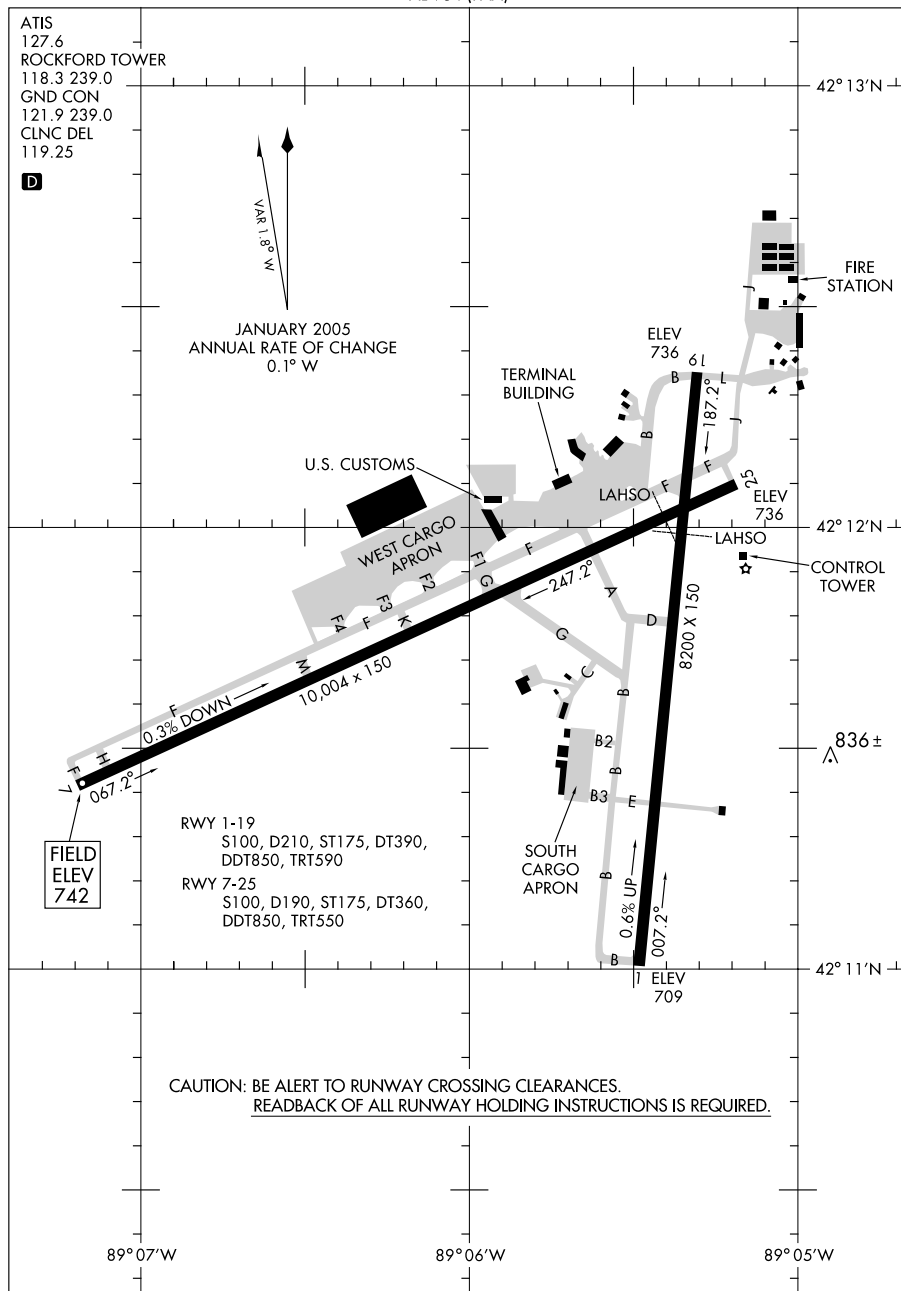 ATIS
127.6
ROCKFORD TOWER
118.3 239.0
GND CON
121.9 239.0
CLNC DEL
119.25
D
VAR 1.8° W
JANUARY 2005
ANNUAL RATE OF CHANGE
0.1° W
42° 13'N
FIRE
STATION
J
ELEV
736
19
B
L
187.2°
J
TERMINAL
BUILDING
B
U.S. CUSTOMS
F
F
25
ELEV
736
LAHSO
42° 12'N
LAHSO
WEST CARGO
APRON
F
CONTROL
TOWER
F1
G
247.2°
F2
A
F3
K
F
F4
D
8200 X 150
G
M
C
B
10,004 x 150
F
0.3% DOWN
H
B2
836±
F
7
067.2°
B
B3
E
FIELD
ELEV
742
RWY 1-19
S100, D210, ST175, DT390,
DDT850, TRT590
RWY 7-25
S100, D190, ST175, DT360,
DDT850, TRT550
SOUTH
CARGO
APRON
B
0.6% UP
007.2°
B
1
ELEV
709
42° 11'N
CAUTION: BE ALERT TO RUNWAY CROSSING CLEARANCES.
READBACK OF ALL RUNWAY HOLDING INSTRUCTIONS IS REQUIRED.
89° 07'W
89° 06'W
89° 05'W